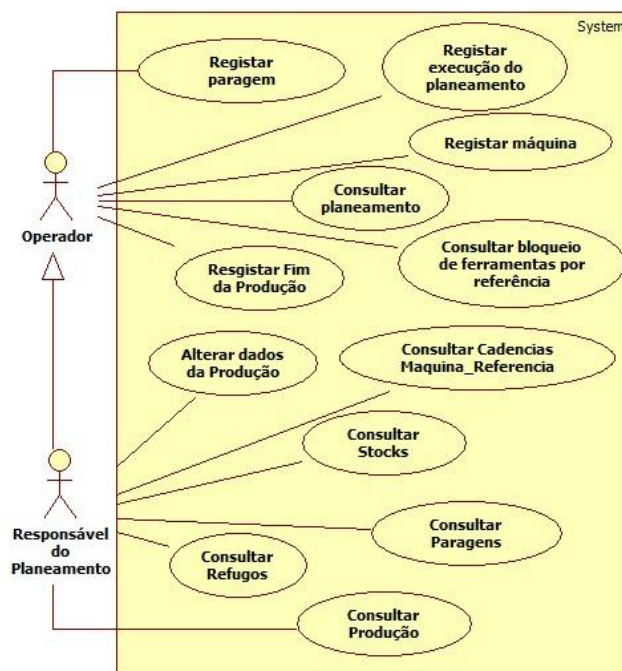 System
Registar
paragem
Registar
execução do
planeamento
Registar máquina
Consultar
planeamento
Operador
Resgistar Fim
da Produção
Consultar bloqueio
de ferramentas por
referência
Alterar dados
da Produção
Consultar Cadencias
Maquina_Referencia
Consultar
Stocks
Responsável
do
Planeamento
Consultar
Paragens
Consultar
Refugos
Consultar
Produção